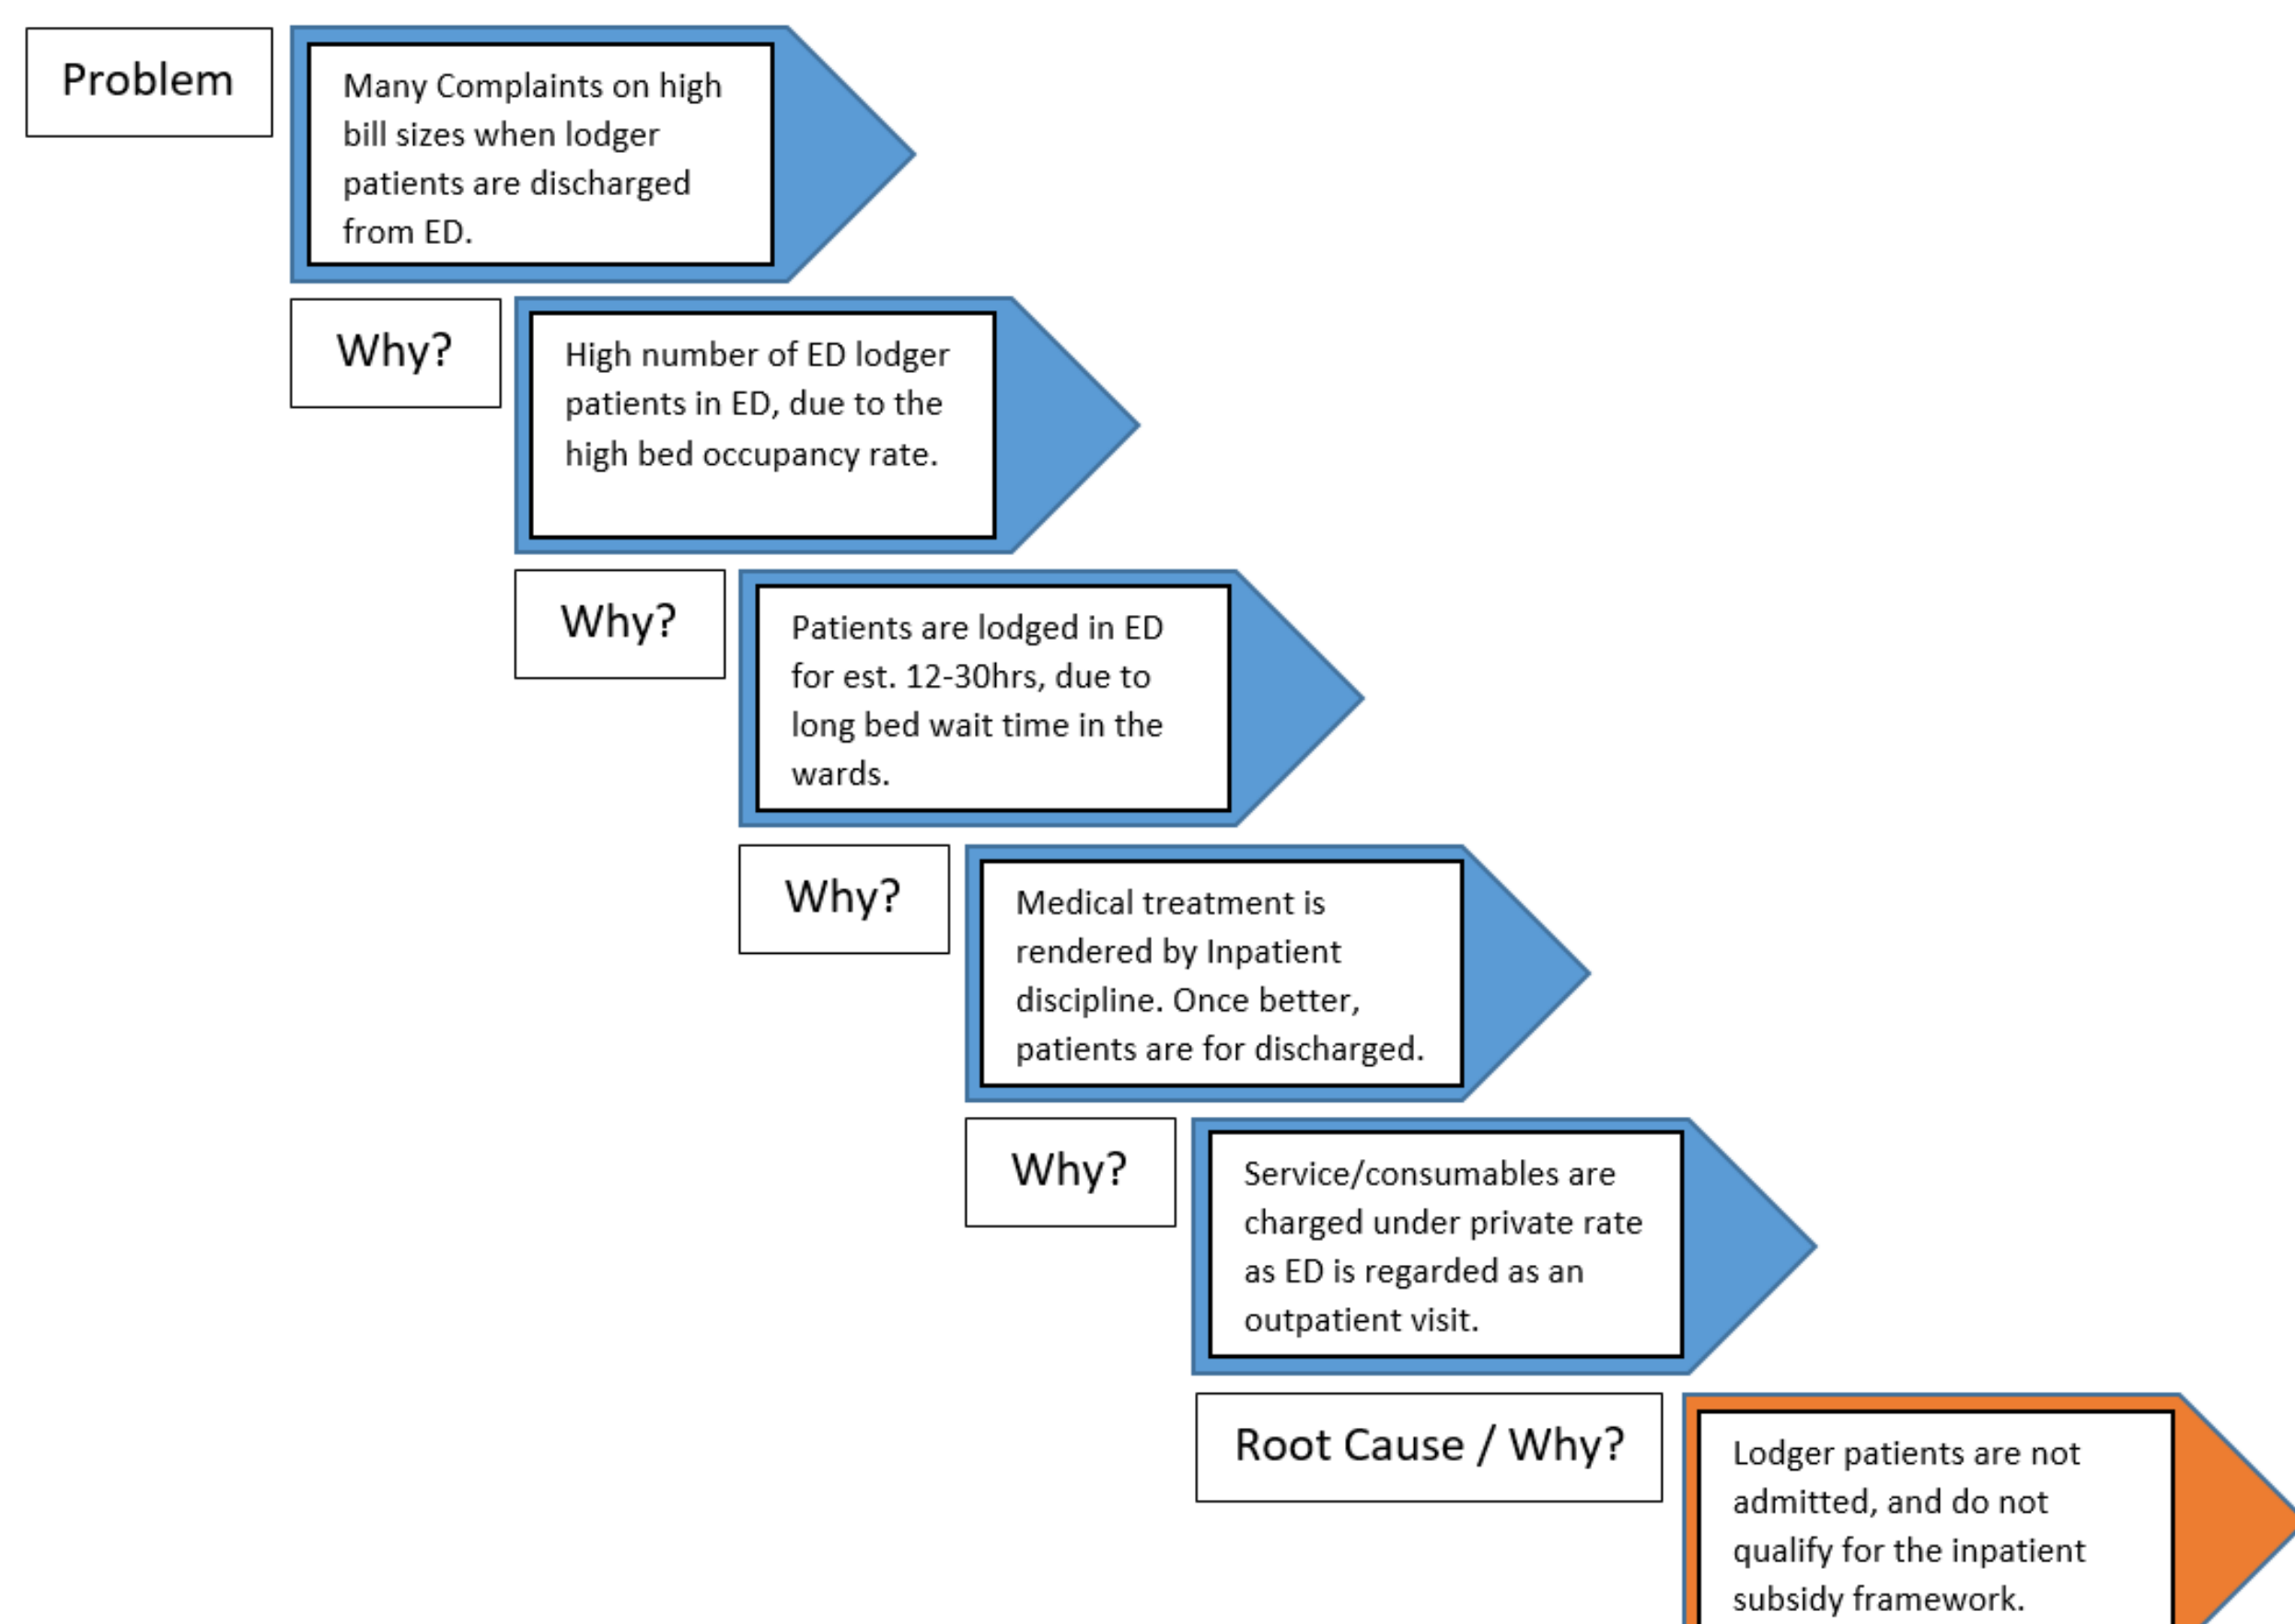 Problem
Many Complaints on high
bill sizes when lodger
patients are discharged
from ED.
Why?
High number of ED lodger
patients in ED, due to the
high bed occupancy rate.
Why?
Patients are lodged in ED
for est. 12-30hrs, due to
long bed wait time in the
wards.
Why?
Medical treatment is
rendered by Inpatient
discipline. Once better,
patients are for discharged.
Why?
Service/consumables are
charged under private rate
as ED is regarded as an
outpatient visit.
Root Cause / Why?
Lodger patients are not
admitted, and do not
qualify for the inpatient
subsidy framework.